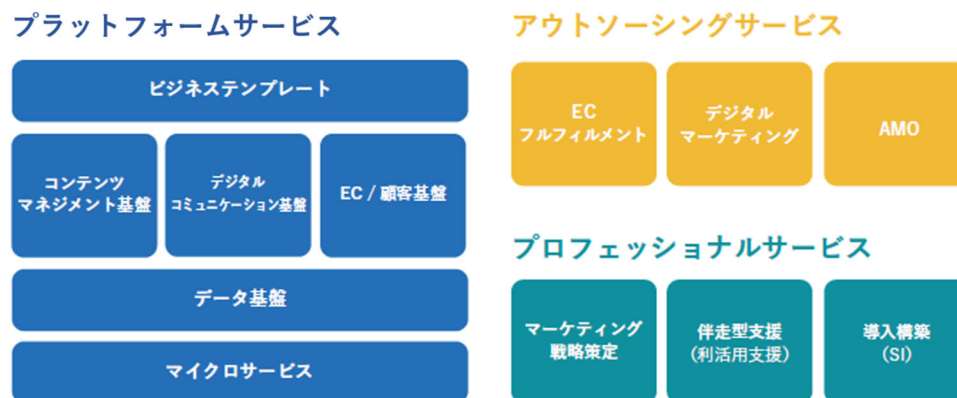 プラットフォームサービス
ビジネステンプレート
コンテンツ
マネジメント基盤
デジタル
コミュニケーション基盤
EC / 顧客基盤
データ基盤
マイクロサービス
アウトソーシングサービス
EC
フルフィルメント
デジタル
マーケティング
AMO
プロフェッショナルサービス
マーケティング
戦略策定
伴走型支援
(利活用支援)
導入構築
(SI)